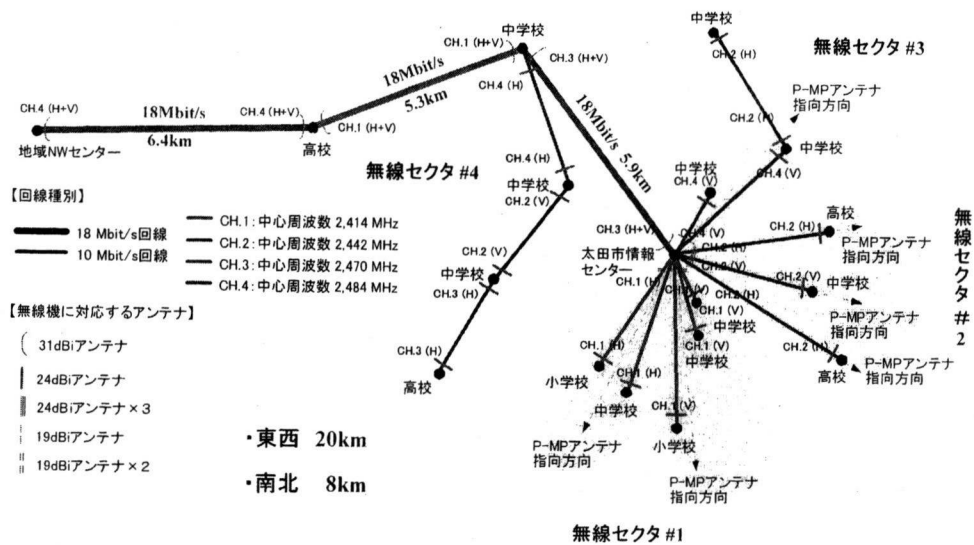 中学校
CH.1 (H+V)
CH.3 (H+V)
CH.4 (H)
18Mbit/s
5.3km
CH.4 (H+V)
18Mbit/s
6.4km
CH.4 (H+V)
CH.1 (H+V)
地域NWセンター
高校
18Mbit/s 5.9km
無線セクタ #4
CH.4 (H)
中学校
CH.2 (V)
CH.2 (V)
中学校
CH.3 (H)
CH.3 (H)
高校
中学校
CH.2 (H)
無線セクタ #3
P-MPアンテナ
指向方向
CH.2 (H)
中学校
CH.4 (V)
中学校
CH.4 (V)
CH.3 (H+V)
CH.4 (V)
太田市情報
センター
CH.2 (H)
高校
CH.2 (H)
P-MPアンテナ
指向方向
無線セクタ#2
CH.2 (V)
中学校
P-MPアンテナ
指向方向
CH.2 (H)
CH.2 (H)
高校
P-MPアンテナ
指向方向
CH.1 (H)
CH.1 (V)
中学校
CH.1 (V)
中学校
CH.1 (H)
小学校
CH.1 (H)
中学校
CH.1 (V)
小学校
P-MPアンテナ
指向方向
P-MPアンテナ
指向方向
無線セクタ#1
【回線種別】
18 Mbit/s回線
10 Mbit/s回線
CH.1: 中心周波数 2,414 MHz
CH.2: 中心周波数 2,442 MHz
CH.3: 中心周波数 2,470 MHz
CH.4: 中心周波数 2,484 MHz
【無線機に対応するアンテナ】
31dBiアンテナ
24dBiアンテナ
24dBiアンテナ×3
19dBiアンテナ
19dBiアンテナ×2
・東西 20km
・南北 8km